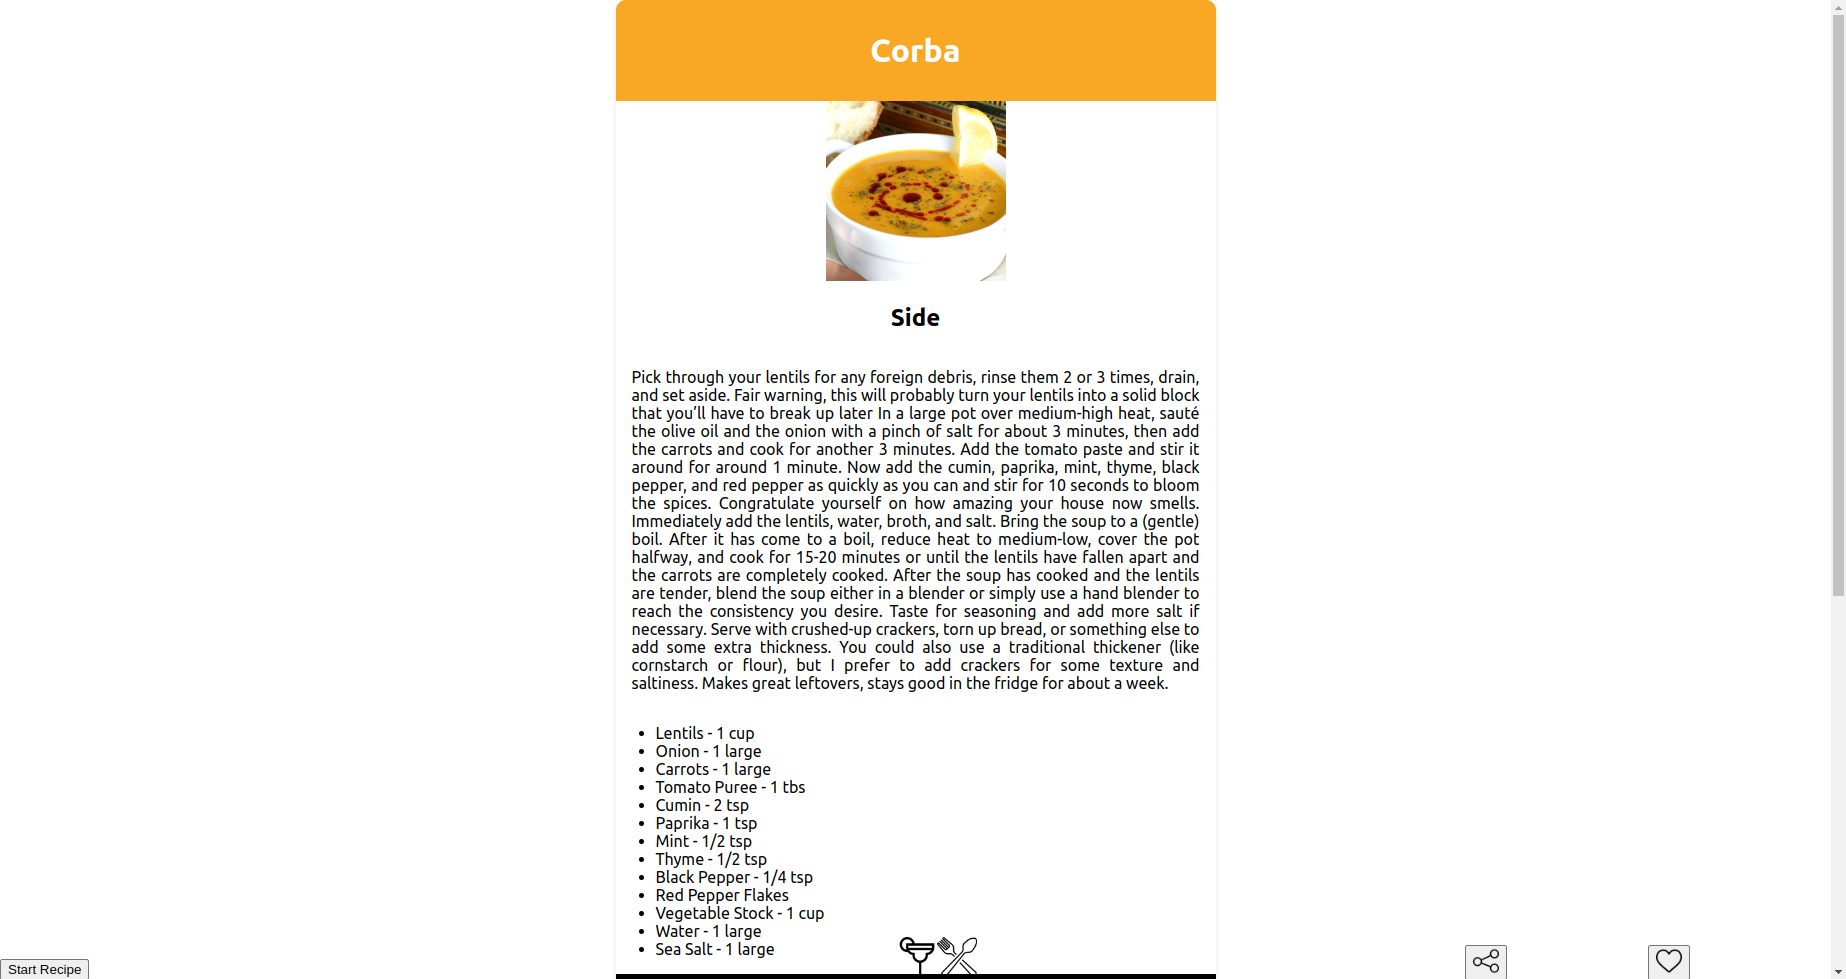 Corba
Side
Pick through your lentils for any foreign debris, rinse them 2 or 3 times, drain,
and set aside. Fair warning, this will probably turn your lentils into a solid block
that you’ll have to break up later In a large pot over medium-high heat, sauté
the olive oil and the onion with a pinch of salt for about 3 minutes, then add
the carrots and cook for another 3 minutes. Add the tomato paste and stir it
around for around 1 minute. Now add the cumin, paprika, mint, thyme, black
pepper, and red pepper as quickly as you can and stir for 10 seconds to bloom
the spices. Congratulate yourself on how amazing your house now smells.
Immediately add the lentils, water, broth, and salt. Bring the soup to a (gentle)
boil. After it has come to a boil, reduce heat to medium-low, cover the pot
halfway, and cook for 15-20 minutes or until the lentils have fallen apart and
the carrots are completely cooked. After the soup has cooked and the lentils
are tender, blend the soup either in a blender or simply use a hand blender to
reach the consistency you desire. Taste for seasoning and add more salt if
necessary. Serve with crushed-up crackers, torn up bread, or something else to
add some extra thickness. You could also use a traditional thickener (like
cornstarch or flour), but I prefer to add crackers for some texture and
saltiness. Makes great leftovers, stays good in the fridge for about a week.
• Lentils - 1 cup
• Onion - 1 large
• Carrots - 1 large
• Tomato Puree - 1 tbs
• Cumin - 2 tsp
• Paprika - 1 tsp
• Mint - 1/2 tsp
• Thyme - 1/2 tsp
• Black Pepper - 1/4 tsp
• Red Pepper Flakes
• Vegetable Stock - 1 cup
• Water - 1 large
• Sea Salt - 1 large
Start Recipe